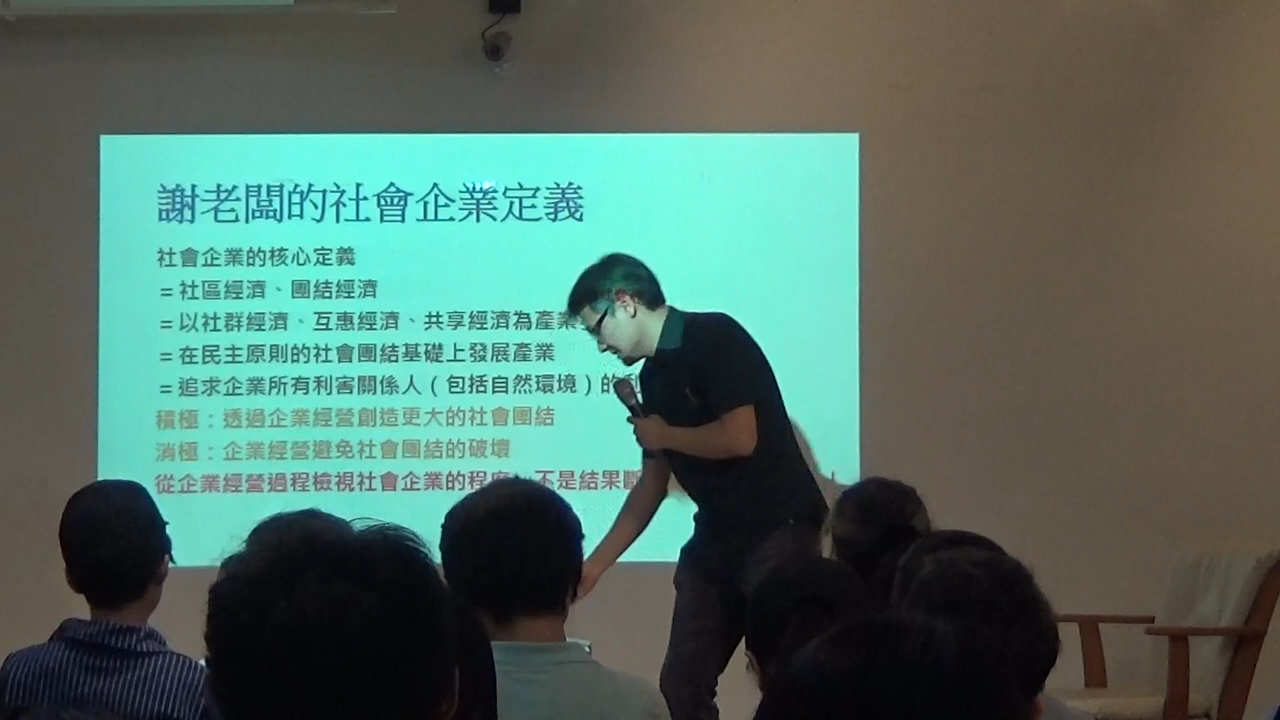 謝老闆的社會企業定義
社會企業的核心定義
=社區經濟、團結經濟
=以社群經濟、互惠經濟、共享經濟為產業
=在民主原則的社會團結基礎上發展產業
=追求企業所有利害關係人(包括自然環境)的
積極:透過企業經營創造更大的社會團結
消極:企業經營避免社會團結的破壞
從企業經營過程檢視社會企業的程度 不是結果斷